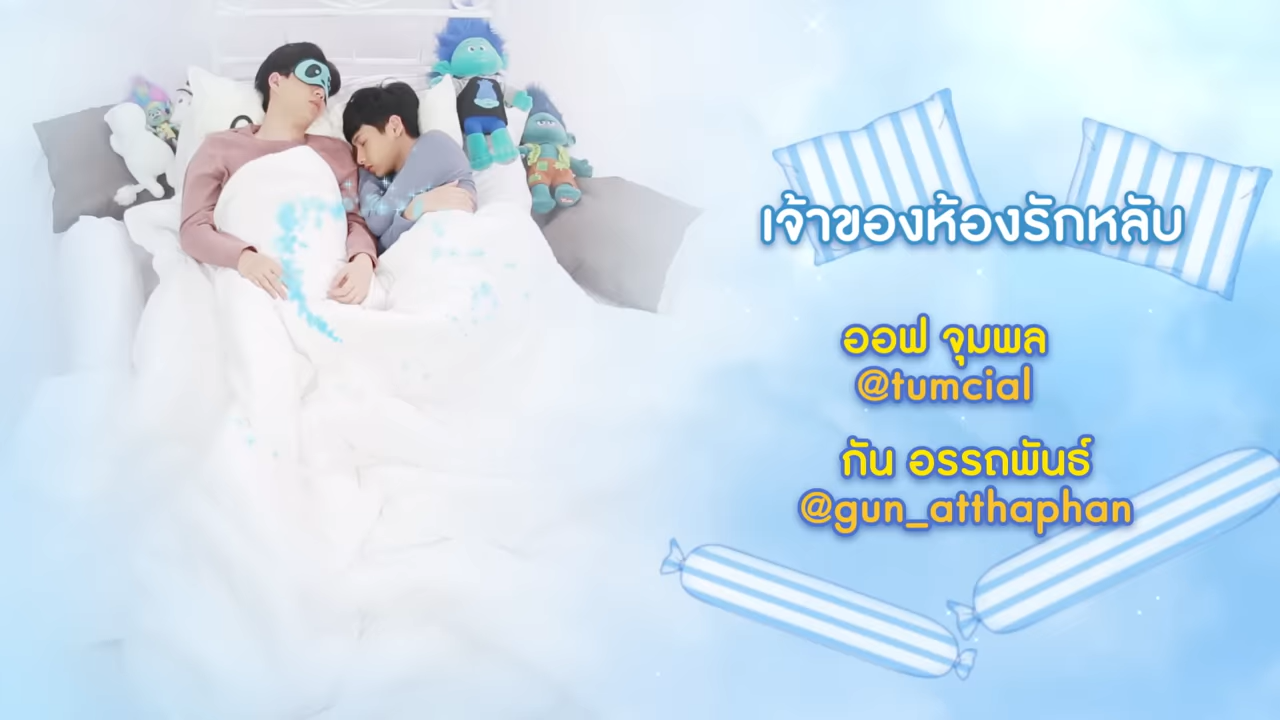 เจ้าของห้องรักหลับ
ออฟ จุมพล
@tumcial
กัน อรรถพันธ์
@gun_atthaphan